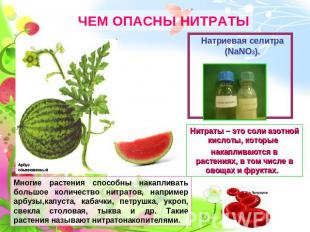 ЧЕМ ОПАСНЫ НИТРАТЫ
Натриевая селитра
(NaNO₃).
Арбуз
обыкновенный
Нитраты – это соли азотной
кислоты, которые
накапливаются в
растениях, в том числе в
овощах и фруктах.
Многие растения способны накапливать
большое количество нитратов, например
арбузы,капуста, кабачки, петрушка, укроп,
свекла столовая, тыква и др. Такие
растения называют нитратонакопителями.